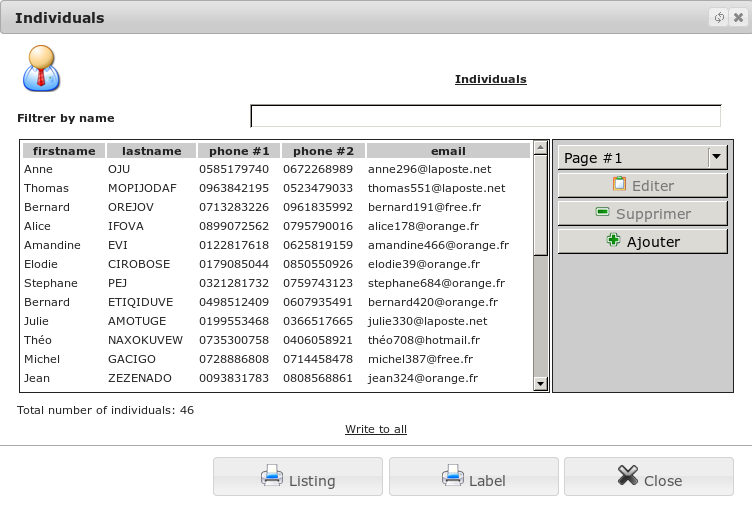 Individuals
Individuals
Filtrer by name
firstname lastname phone #1 phone #2 email
Anne OJU 0585179740 0672268989 anne296@laposte.net
Thomas MOPIJODAF 0963842195 0523479033 thomas551@laposte.net
Bernard OREJOV 0713283226 0961835992 bernard191@free.fr
Alice IFOVA 0899072562 0795790016 alice178@orange.fr
Amandine EVI 0122817618 0625819159 amandine466@orange.fr
Elodie CIROBOSE 0179085044 0850550926 elodie39@orange.fr
Stephane PEJ 0321281732 0759743123 stephane684@orange.fr
Bernard ETIQIDUVE 0498512409 0607935491 bernard420@orange.fr
Julie AMOTUGE 0199553468 0366517665 julie330@laposte.net
Théo NAXOKUVEW 0735300758 0406058921 théo708@hotmail.fr
Michel GACIGO 0728886808 0714458478 michel387@free.fr
Jean ZEZENADO 0093831783 0808568861 jean324@orange.fr
Page #1
Editer
Supprimer
Ajouter
Total number of individuals: 46
Write to all
Listing Label Close